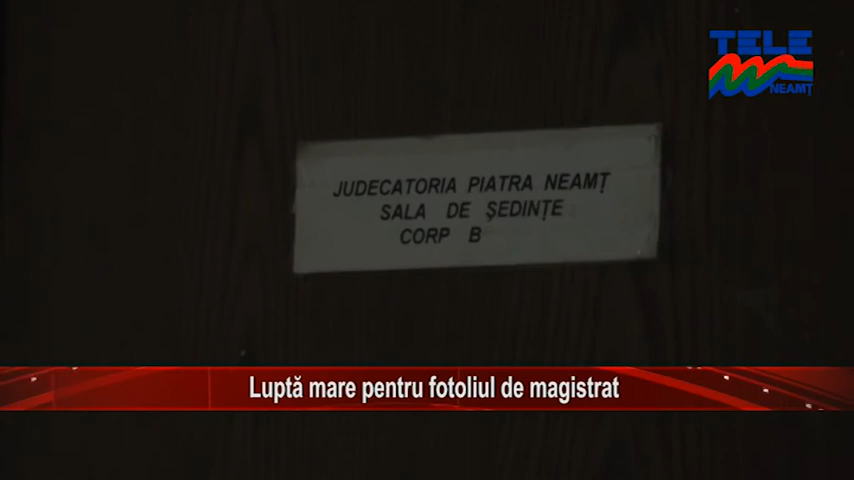 TELE
NEAMȚ
JUDECATORIA PIATRA NEAMȚ
SALA DE ȘEDINȚE
CORP B
Luptă mare pentru fotoliul de magistrat